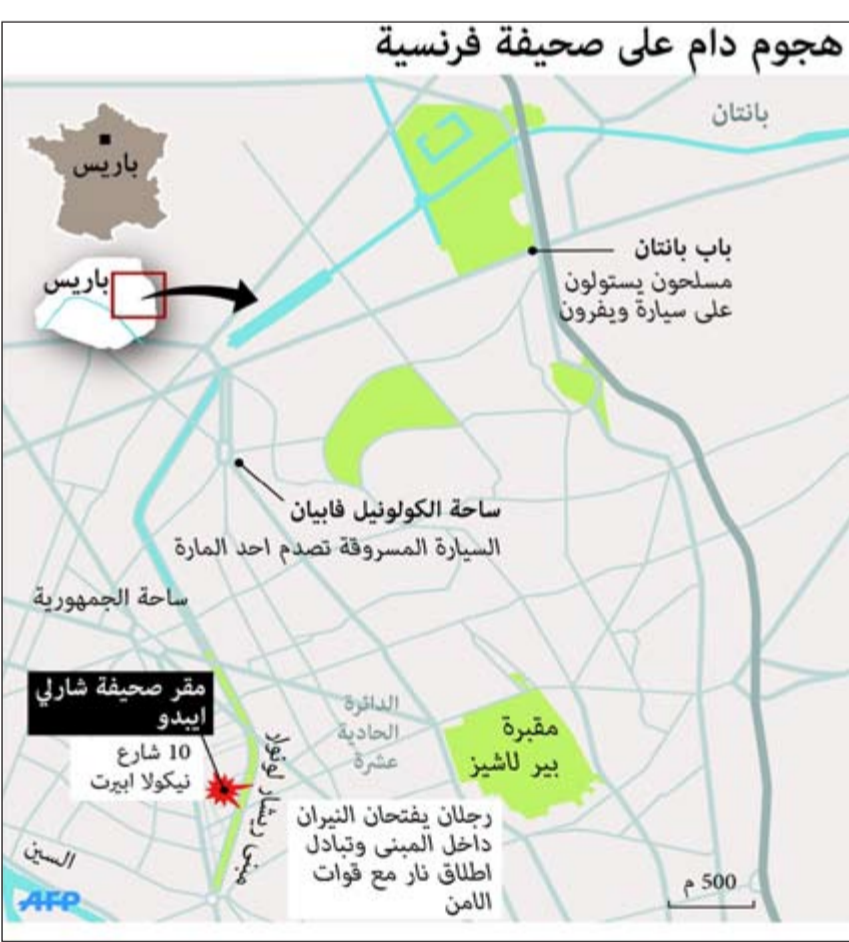 هجوم دام على صحيفة فرنسية
بانتان
باريس
باريس
باب بانتان
مسلحون يستولون
على سيارة ويفرون
ساحة الكولونيل فابيان
السيارة المسروقة تصدم احد المارة
ساحة الجمهورية
مقر صحيفة شارلي
ايبدو
10 شارع
نيكولا ابيرت
مبنى ريشار لونوار
الدائرة
الحادية
عشرة
مقبرة
بير لاشيز
رجلان يفتحان النيران
داخل المبنى وتبادل
اطلاق نار مع قوات
الامن
السين
500 م
AFP